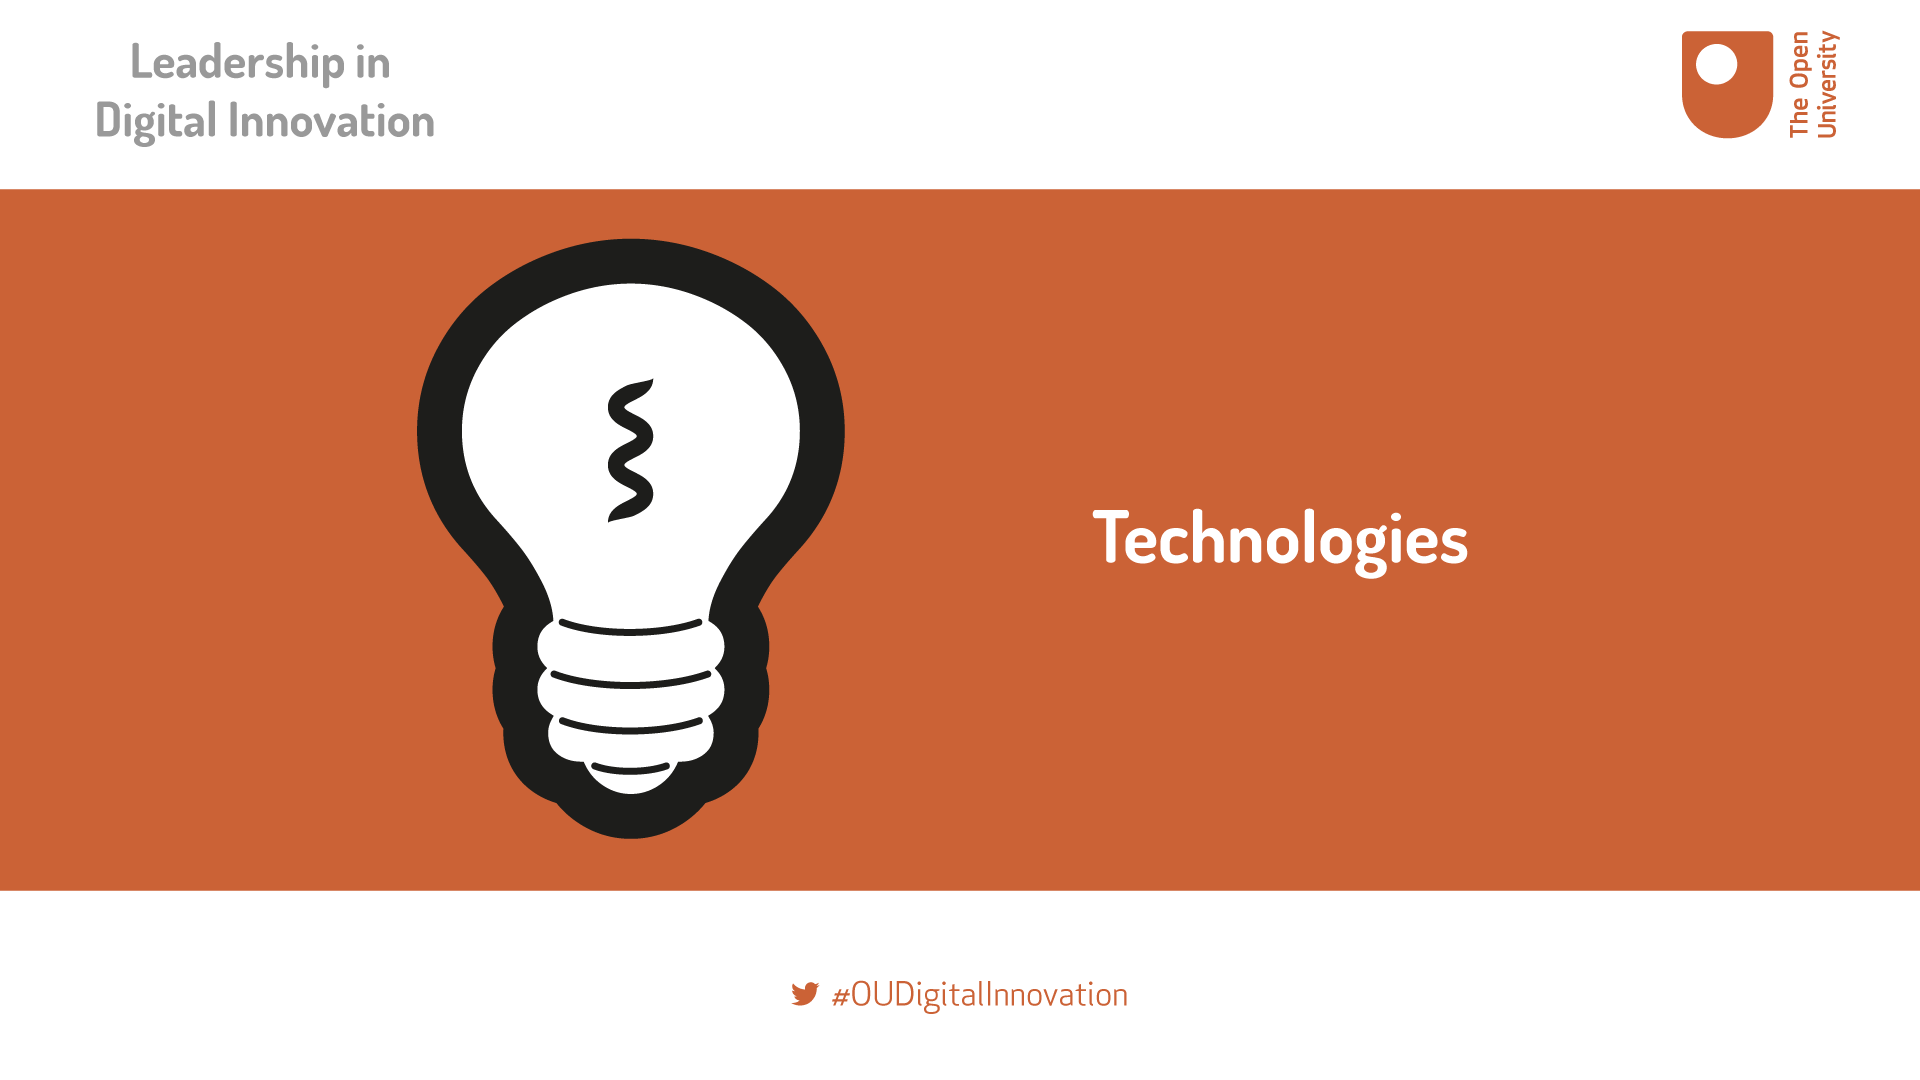 Leadership in
Digital Innovation
The Open
University
Technologies
#OUDigitalInnovation